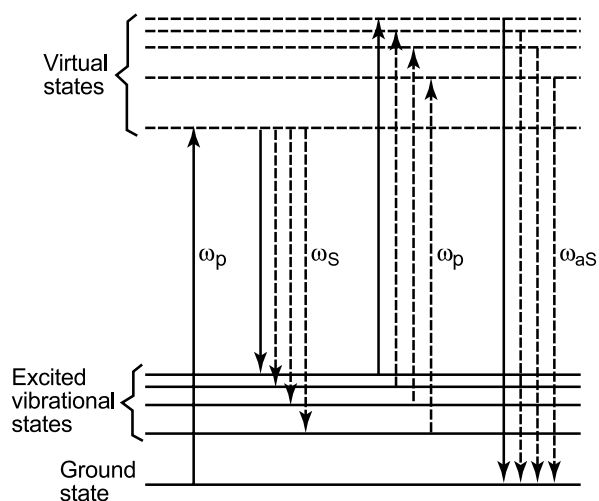 Virtual
states
ωp
ωS
ωp
ωaS
Excited
vibrational
states
Ground
state